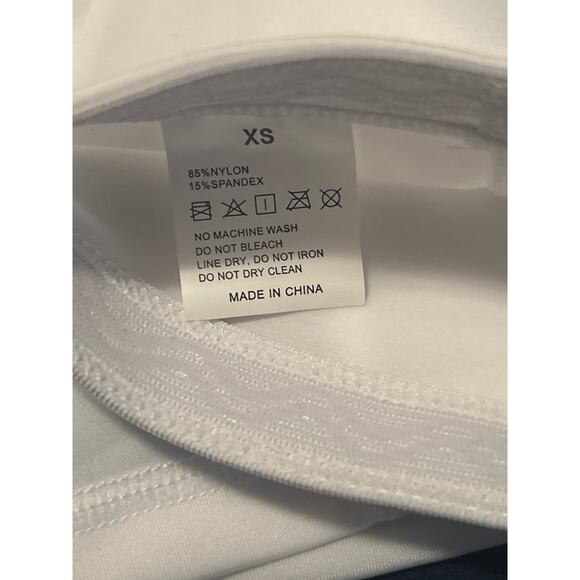 XS
85%NYLON
15%SPANDEX
NO MACHINE WASH
DO NOT BLEACH
LINE DRY, DO NOT IRON
DO NOT DRY CLEAN
MADE IN CHINA